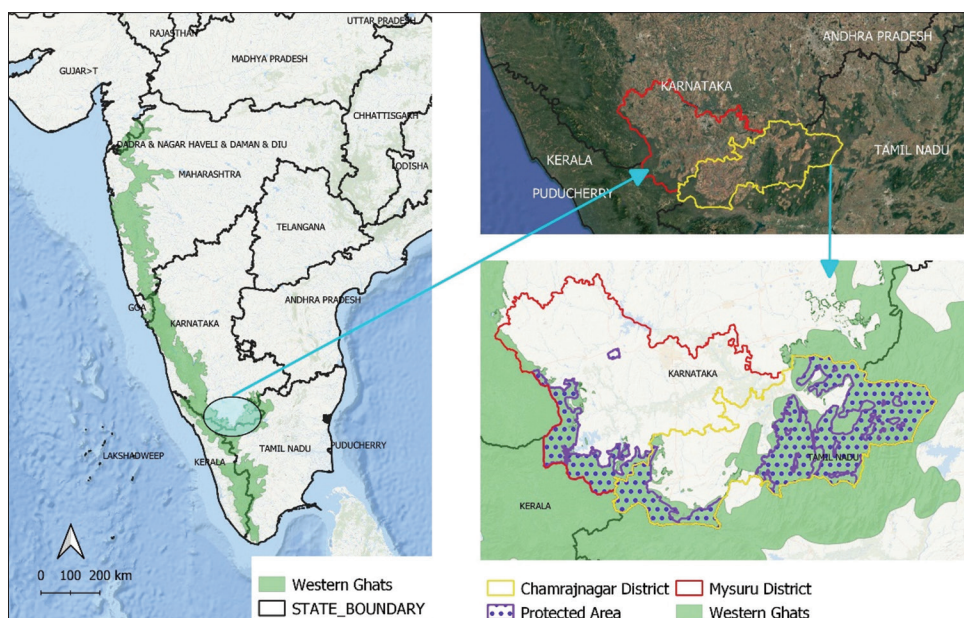 UTTAR PRADESH
RAJASTHAN
MADHYA PRADESH
GUJAR>T
CHHATTISGARH
DADRA & NAGAR HAVELI & DAMAN & DIU
ODISHA
MAHARASHTRA
TELANGANA
ANDHRA PRADESH
GOA
KARNATAKA
TAMIL NADU
PUDUCHERRY
LAKSHADWEEP
KERALA
0 100 200 km
Western Ghats
STATE_BOUNDARY
ANDHRA PRADESH
KARNATAKA
KERALA
TAMIL NADU
PUDUCHERRY
KARNATAKA
TAMIL NADU
KERALA
Chamrajnagar District
Mysuru District
Protected Area
Western Ghats